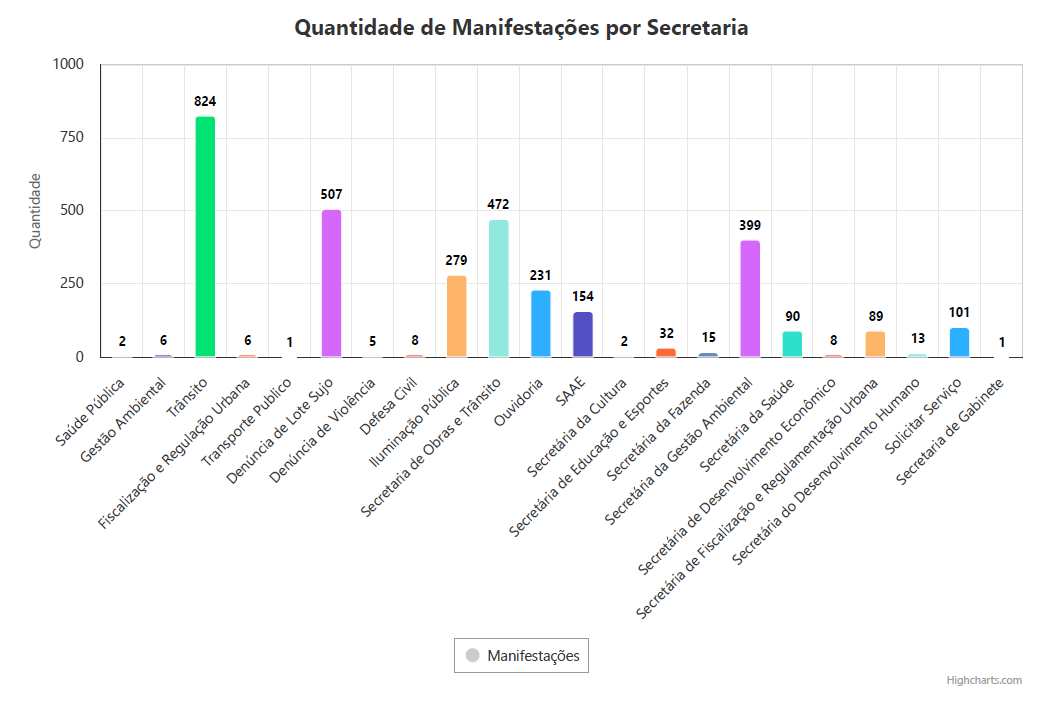 Quantidade de Manifestações por Secretaria
1000
750
500
250
0
Quantidade
2
6
824
6
1
507
5
8
279
472
231
154
2
32
15
399
90
8
89
13
101
1
Saúde Pública
Gestão Ambiental
Trânsito
Fiscalização e Regulação Urbana
Transporte Publico
Denúncia de Lote Sujo
Denúncia de Violência
Defesa Civil
Iluminação Pública
Secretaria de Obras e Trânsito
Ouvidoria
SAAE
Secretária da Cultura
Secretária de Educação e Esportes
Secretária da Fazenda
Secretária da Gestão Ambiental
Secretária da Saúde
Secretária de Desenvolvimento Econômico
Secretária de Fiscalização e Regulamentação Urbana
Secretária do Desenvolvimento Humano
Solicitar Serviço
Secretaria de Gabinete
Manifestações
Highcharts.com